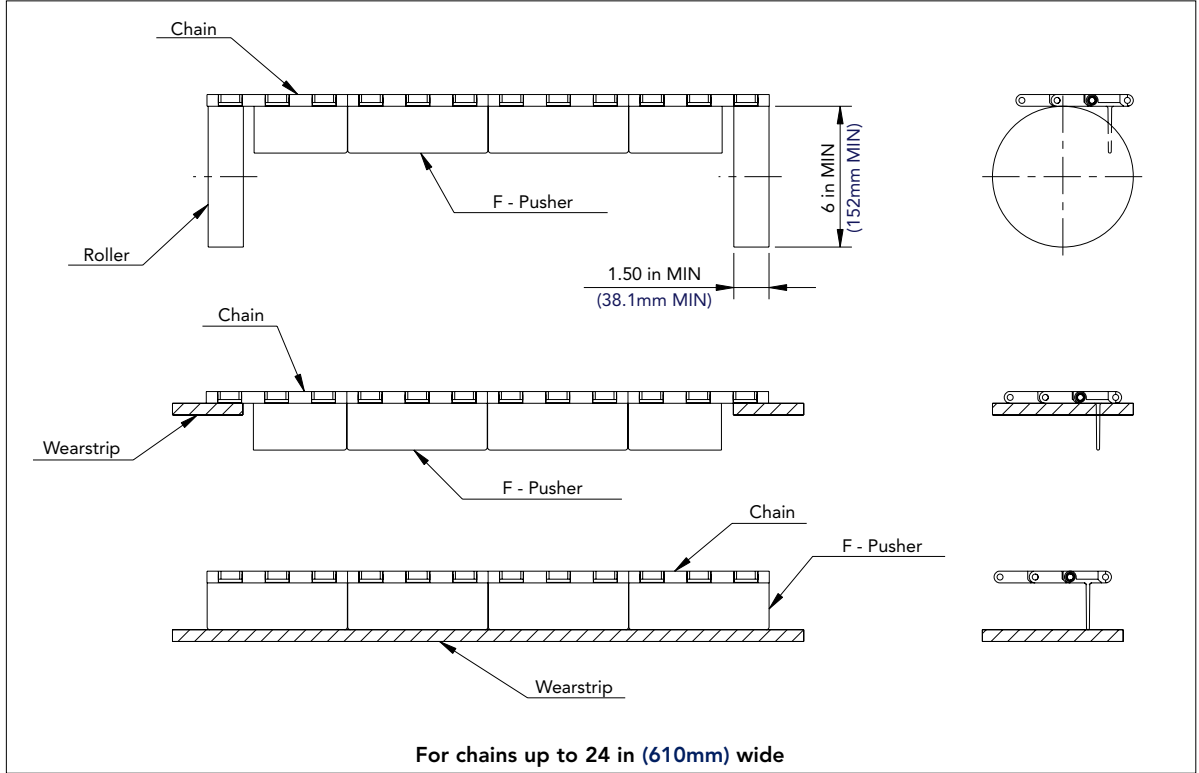 Chain
F - Pusher
Roller
6 in MIN
(152mm MIN)
1.50 in MIN
(38.1mm MIN)
Chain
Wearstrip
F - Pusher
Chain
F - Pusher
Wearstrip
For chains up to 24 in (610mm) wide